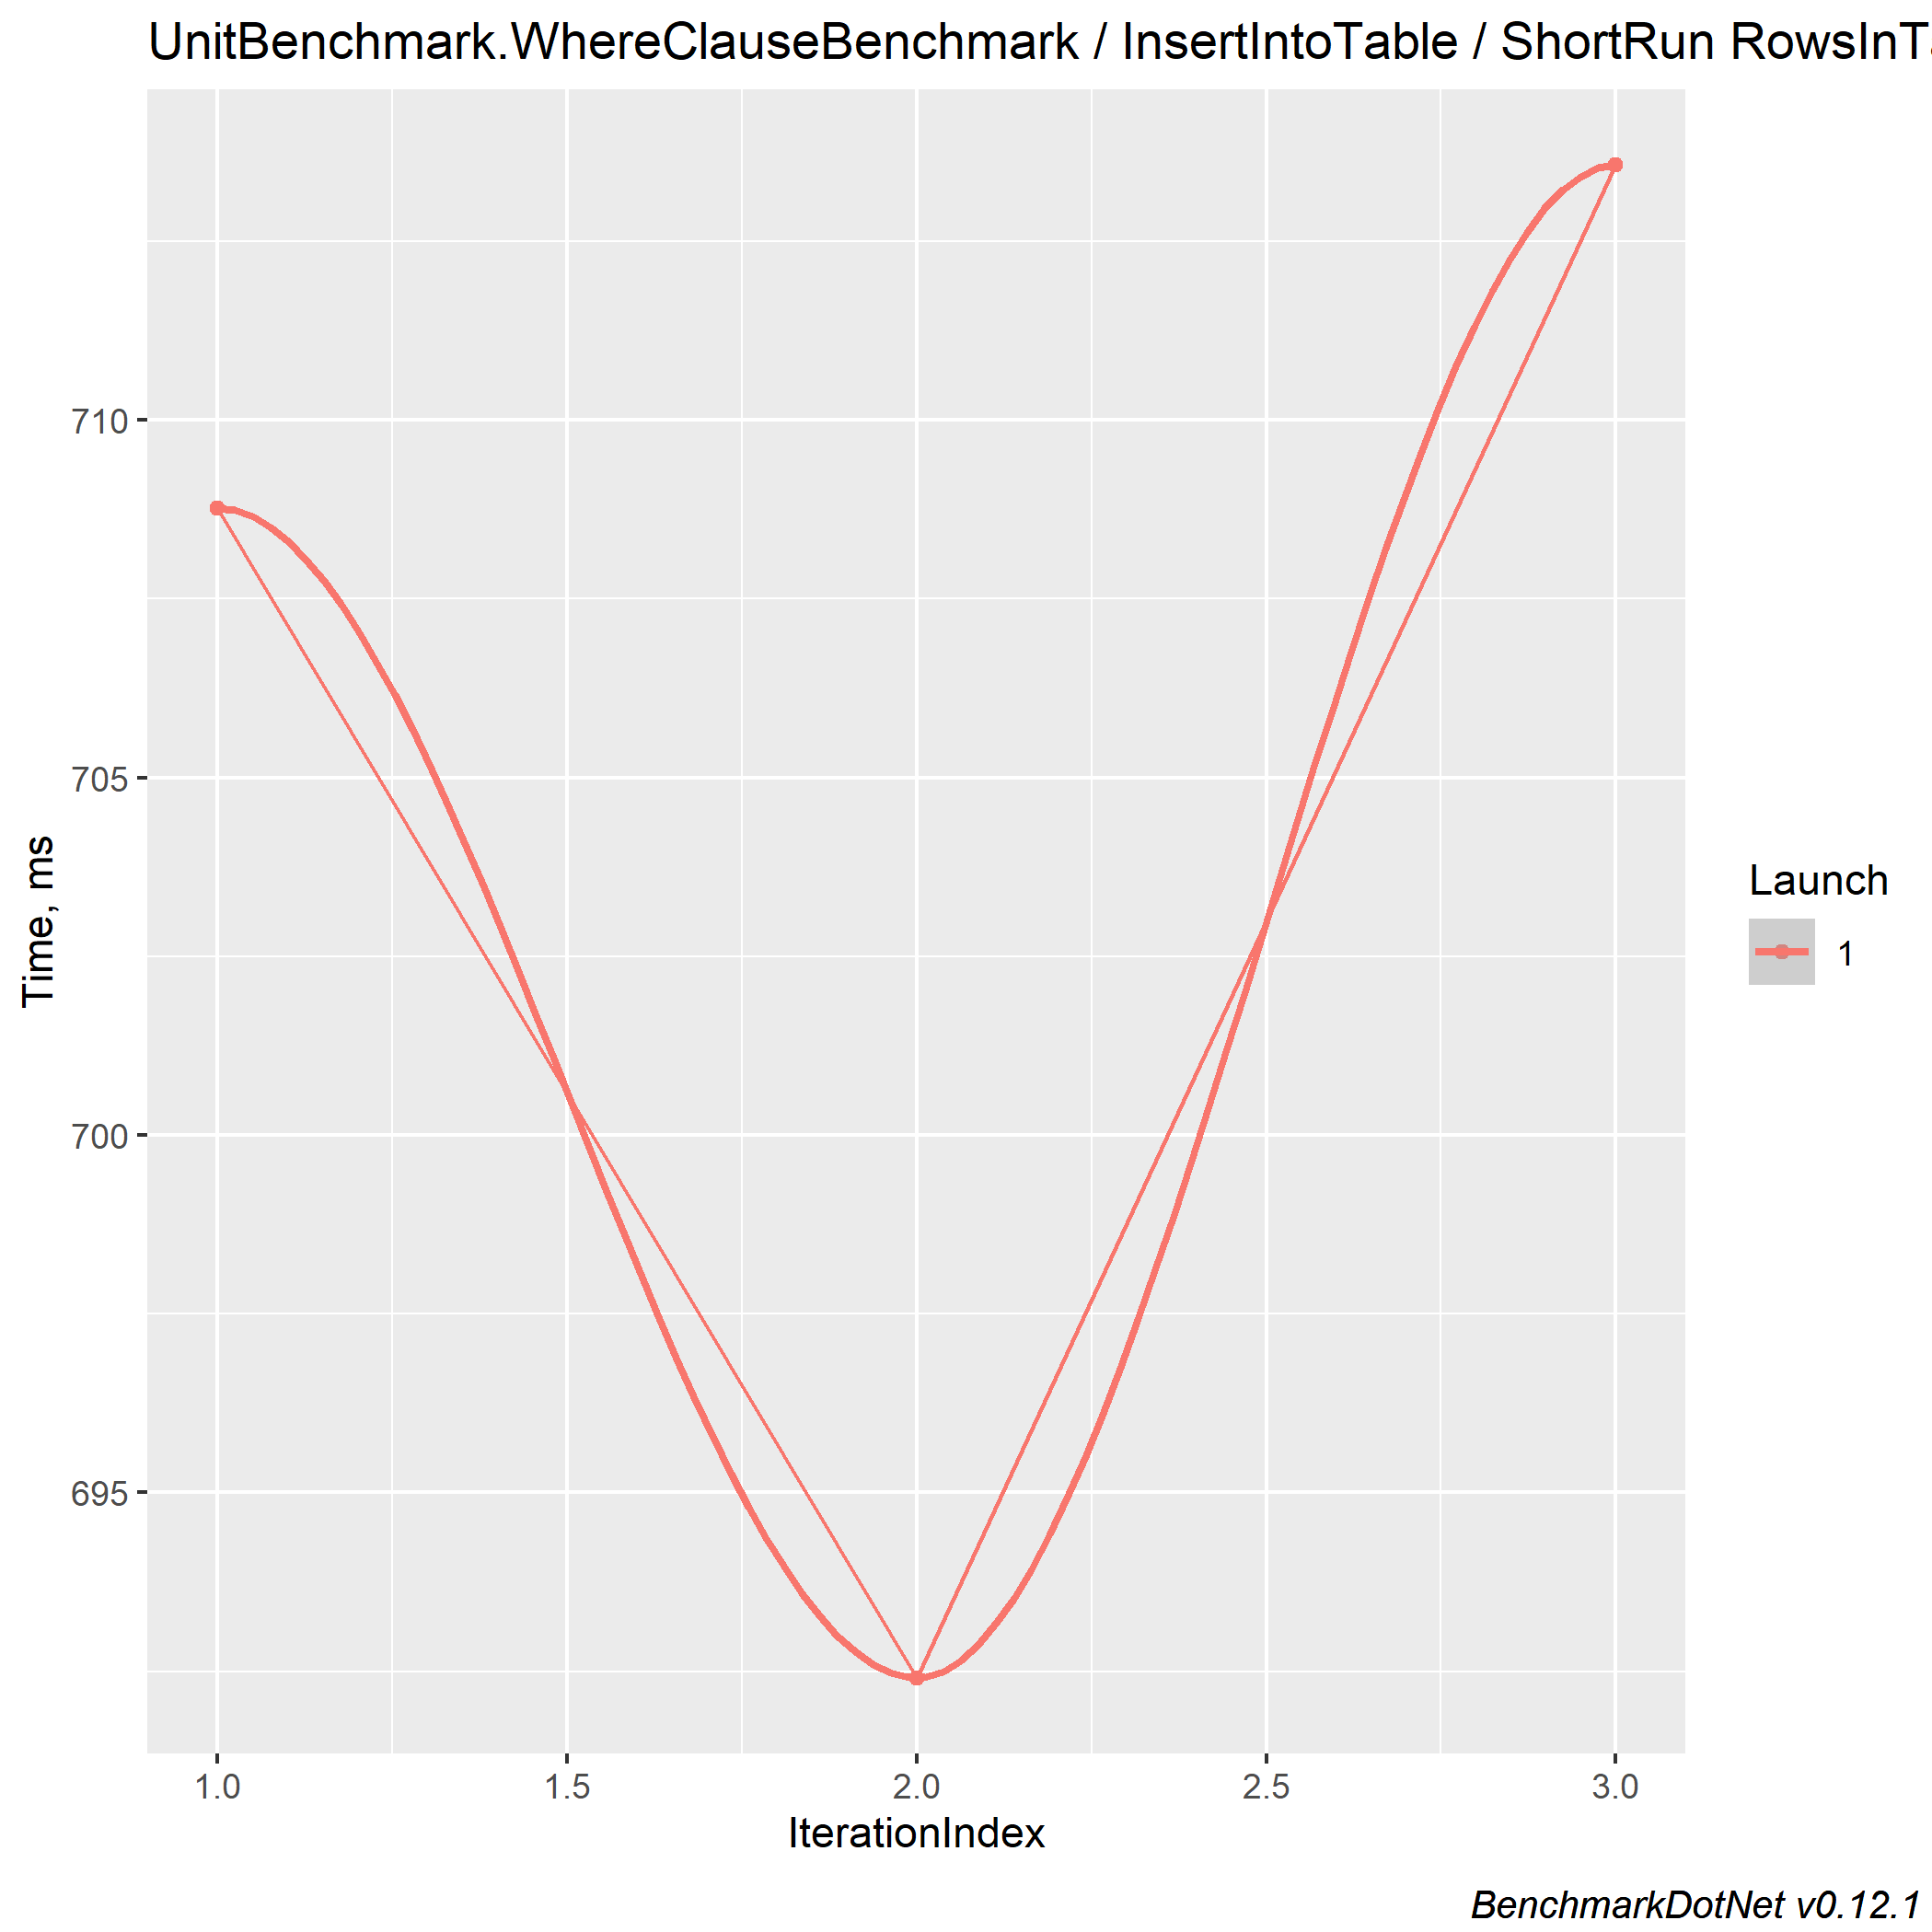 UnitBenchmark.WhereClauseBenchmark / InsertIntoTable / ShortRun RowsInTa
710
705
700
695
Time, ms
1.0 1.5 2.0 2.5 3.0
IterationIndex
Launch
1
BenchmarkDotNet v0.12.1